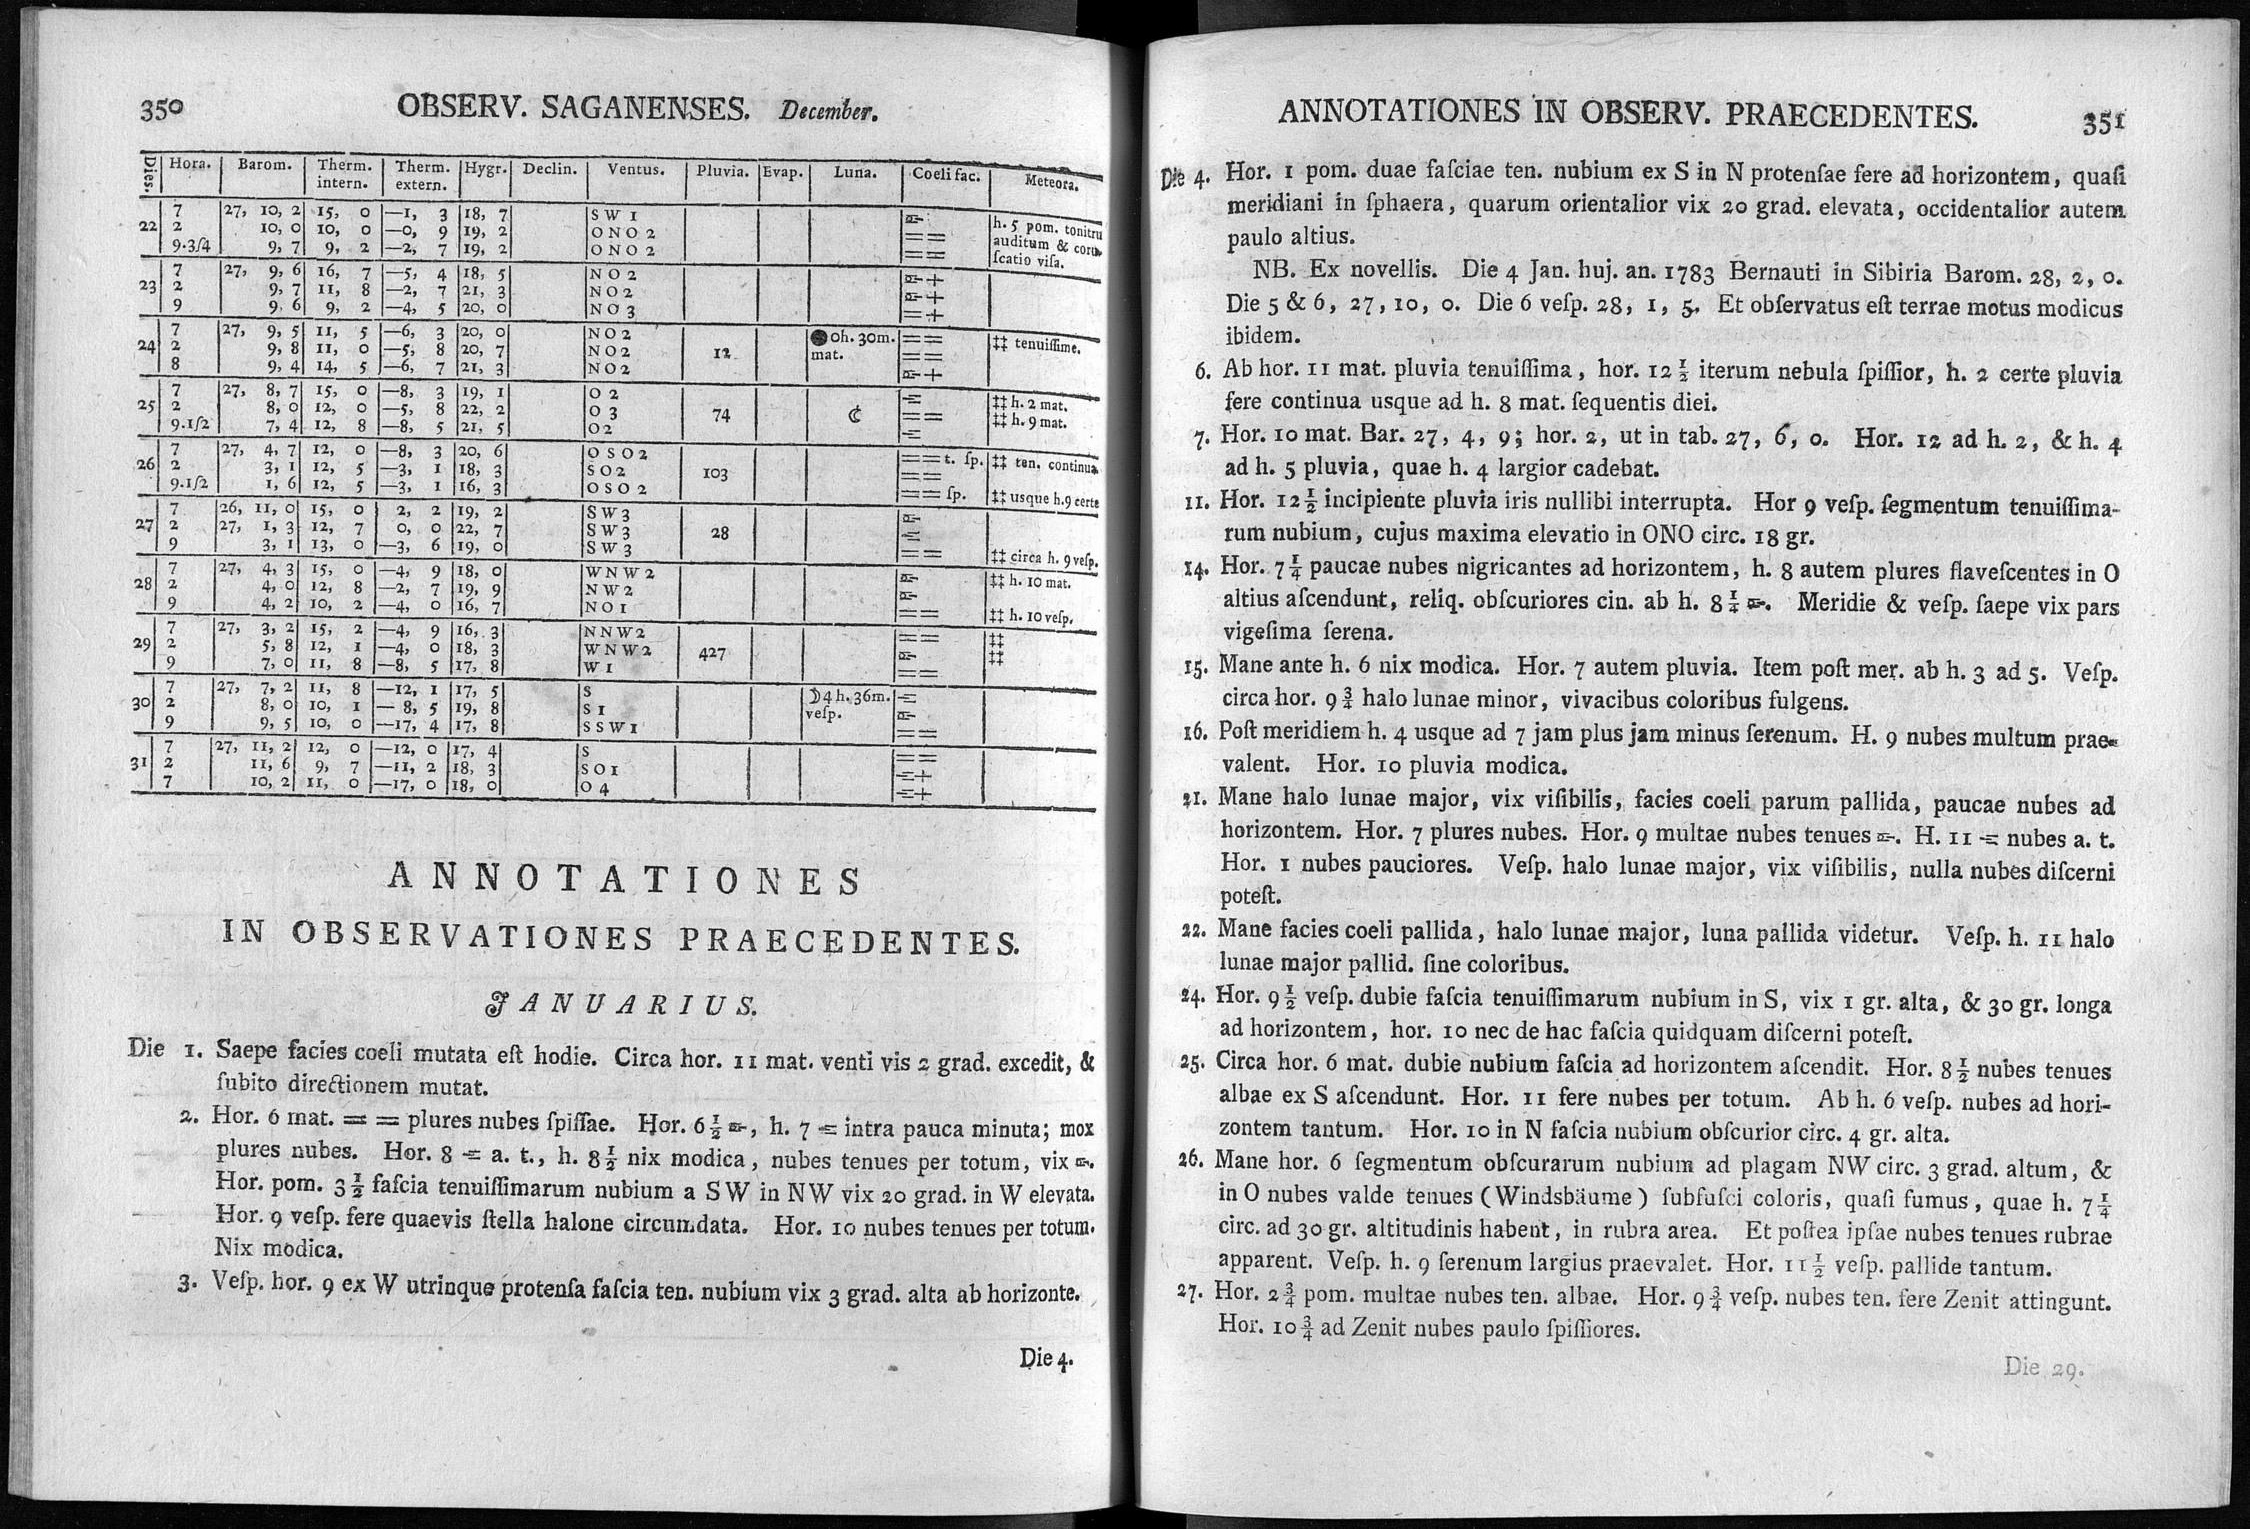 350 OBSERV. SAGANENSES. December.
Dies. Hora. Barom. Therm. intern. Therm. extern. Hygr. Declin. Ventus. Pluvia. Evap. Luna. Coeli fac. Meteora.
22 7 27, 10, 2 15, 0 —1, 3 18, 7 S W 1 h. 5 pom. tonitru
2 10, 0 10, 0 —0, 9 19, 2 O N O 2 == auditum & coru-
9.3/4 9, 7 9, 2 —2, 7 19, 2 O N O 2 == ſcatio viſa.
23 7 27, 9, 6 16, 7 —5, 4 18, 5 N O 2 +
2 9, 7 11, 8 —2, 7 21, 3 N O 2 +
9 9, 6 9, 2 —4, 5 20, 0 N O 3 =+
24 7 27, 9, 5 11, 5 —6, 3 20, 0 N O 2 ● 0h. 30m. == ‡‡ tenuiſſime.
2 9, 8 11, 0 —5, 8 20, 7 N O 2 12 mat. ==
8 9, 4 14, 5 —6, 7 21, 3 N O 2 +
25 7 27, 8, 7 15, 0 —8, 3 19, 1 O 2 ‡‡ h. 2 mat.
2 8, 0 12, 0 —5, 8 22, 2 O 3 74 == ‡‡ h. 9 mat.
9.1/2 7, 4 12, 8 —8, 5 21, 5 O 2
26 7 27, 4, 7 12, 0 —8, 3 20, 6 O S O 2 == t. ſp. ‡‡ ten. continua
2 3, 1 12, 5 —3, 1 18, 3 S O 2 103 ==
9.1/2 1, 6 12, 5 —3, 1 16, 3 O S O 2 == ſp. ‡‡ usque h. 9 certe
27 7 26, 11, 0 15, 0 2, 2 19, 2 S W 3
2 27, 1, 3 12, 7 0, 0 22, 7 S W 3 28
9 3, 1 13, 0 —3, 6 19, 0 S W 3 == ‡‡ circa h. 9 veſp.
28 7 27, 4, 3 15, 0 —4, 9 18, 0 W N W 2 ‡‡ h. 10 mat.
2 4, 0 12, 8 —2, 7 19, 9 N W 2
9 4, 2 10, 2 —4, 0 16, 7 N O 1 == ‡‡ h. 10 veſp.
29 7 27, 3, 2 15, 2 —4, 9 16, 3 N N W 2 == ‡‡
2 5, 8 12, 1 —4, 0 18, 3 W N W 2 427 ‡‡
9 7, 0 11, 8 —8, 5 17, 8 W 1 == ‡‡
30 7 27, 7, 2 11, 8 —12, 1 17, 5 S ☽ 4 h. 36m.
2 8, 0 10, 1 — 8, 5 19, 8 S 1 veſp.
9 9, 5 10, 0 —17, 4 17, 8 S S W 1 ==
31 7 27, 11, 2 12, 0 —12, 0 17, 4 S ==
2 11, 6 9, 7 —11, 2 18, 3 S O 1 +
7 10, 2 11, 0 —17, 0 18, 0 O 4 +
ANNOTATIONES
IN OBSERVATIONES PRAECEDENTES.
JANUARIUS.
Die 1. Saepe facies coeli mutata eſt hodie. Circa hor. 11 mat. venti vis 2 grad. excedit, &
ſubito directionem mutat.
2. Hor. 6 mat. == plures nubes ſpiſſae. Hor. 6 1/2, h. 7 intra pauca minuta; mox
plures nubes. Hor. 8 a. t., h. 8 1/2 nix modica, nubes tenues per totum, vix
Hor. pom. 3 1/2 faſcia tenuiſſimarum nubium a S W in N W vix 20 grad. in W elevata.
Hor. 9 veſp. fere quaevis ſtella halone circumdata. Hor. 10 nubes tenues per totum.
Nix modica.
3. Veſp. hor. 9 ex W utrinque protenſa faſcia ten. nubium vix 3 grad. alta ab horizonte.
Die 4.
ANNOTATIONES IN OBSERV. PRAECEDENTES. 351
Die 4. Hor. 1 pom. duae faſciae ten. nubium ex S in N protenſae fere ad horizontem, quaſi
meridiani in ſphaera, quarum orientalior vix 20 grad. elevata, occidentalior autem
paulo altius.
NB. Ex novellis. Die 4 Jan. huj. an. 1783 Bernauti in Sibiria Barom. 28, 2, 0.
Die 5 & 6, 27, 10, 0. Die 6 veſp. 28, 1, 5. Et obſervatus eſt terrae motus modicus
ibidem.
6. Ab hor. 11 mat. pluvia tenuiſſima, hor. 12 1/2 iterum nebula ſpiſſior, h. 2 certe pluvia
fere continua usque ad h. 8 mat. ſequentis diei.
7. Hor. 10 mat. Bar. 27, 4, 9; hor. 2, ut in tab. 27, 6, 0. Hor. 12 ad h. 2, & h. 4
ad h. 5 pluvia, quae h. 4 largior cadebat.
11. Hor. 12 1/2 incipiente pluvia iris nullibi interrupta. Hor 9 veſp. ſegmentum tenuiſſima-
rum nubium, cujus maxima elevatio in ONO circ. 18 gr.
14. Hor. 7 1/4 paucae nubes nigricantes ad horizontem, h. 8 autem plures flaveſcentes in O
altius aſcendunt, reliq. obſcuriores cin. ab h. 8 1/4. Meridie & veſp. ſaepe vix pars
vigeſima ſerena.
15. Mane ante h. 6 nix modica. Hor. 7 autem pluvia. Item poſt mer. ab h. 3 ad 5. Veſp.
circa hor. 9 3/4 halo lunae minor, vivacibus coloribus fulgens.
16. Poſt meridiem h. 4 usque ad 7 jam plus jam minus ſerenum. H. 9 nubes multum prae-
valent. Hor. 10 pluvia modica.
21. Mane halo lunae major, vix viſibilis, facies coeli parum pallida, paucae nubes ad
horizontem. Hor. 7 plures nubes. Hor. 9 multae nubes tenues. H. 11 nubes a. t.
Hor. 1 nubes pauciores. Veſp. halo lunae major, vix viſibilis, nulla nubes diſcerni
poteſt.
22. Mane facies coeli pallida, halo lunae major, luna pallida videtur. Veſp. h. 11 halo
lunae major pallid. ſine coloribus.
24. Hor. 9 1/2 veſp. dubie faſcia tenuiſſimarum nubium in S, vix 1 gr. alta, & 30 gr. longa
ad horizontem, hor. 10 nec de hac faſcia quidquam diſcerni poteſt.
25. Circa hor. 6 mat. dubie nubium faſcia ad horizontem aſcendit. Hor. 8 1/2 nubes tenues
albae ex S aſcendunt. Hor. 11 fere nubes per totum. Ab h. 6 veſp. nubes ad hori-
zontem tantum. Hor. 10 in N faſcia nubium obſcurior circ. 4 gr. alta.
26. Mane hor. 6 ſegmentum obſcurarum nubium ad plagam NW circ. 3 grad. altum, &
in O nubes valde tenues (Windsbäume) ſubfuſci coloris, quaſi fumus, quae h. 7 1/4
circ. ad 30 gr. altitudinis habent, in rubra area. Et poſtea ipſae nubes tenues rubrae
apparent. Veſp. h. 9 ſerenum largius praevalet. Hor. 11 1/2 veſp. pallide tantum.
27. Hor. 2 3/4 pom. multae nubes ten. albae. Hor. 9 3/4 veſp. nubes ten. fere Zenit attingunt.
Hor. 10 3/4 ad Zenit nubes paulo ſpiſſiores.
Die 29.